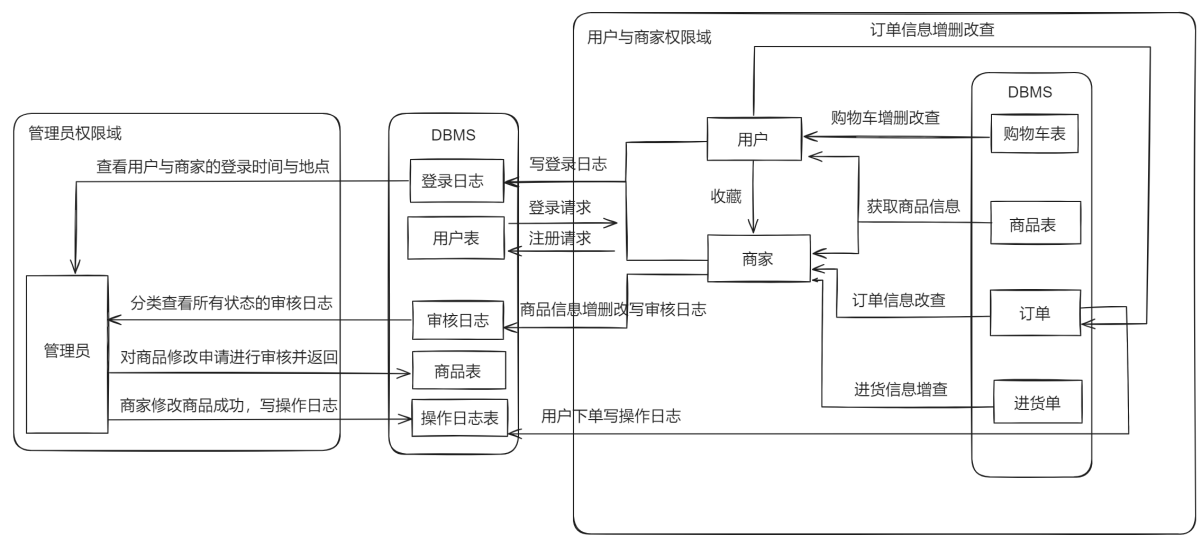 订单信息增删改查
用户与商家权限域
DBMS
管理员权限域
DBMS
购物车增删改查
购物车表
用户
查看用户与商家的登录时间与地点
写登录日志
登录日志
收藏
获取商品信息
登录请求
商品表
用户表
注册请求
商家
分类查看所有状态的审核日志
商品信息增删改写审核日志
订单信息改查
审核日志
订单
管理员
对商品修改申请进行审核并返回
商品表
进货信息增查
商家修改商品成功，写操作日志
操作日志表
用户下单写操作日志
进货单